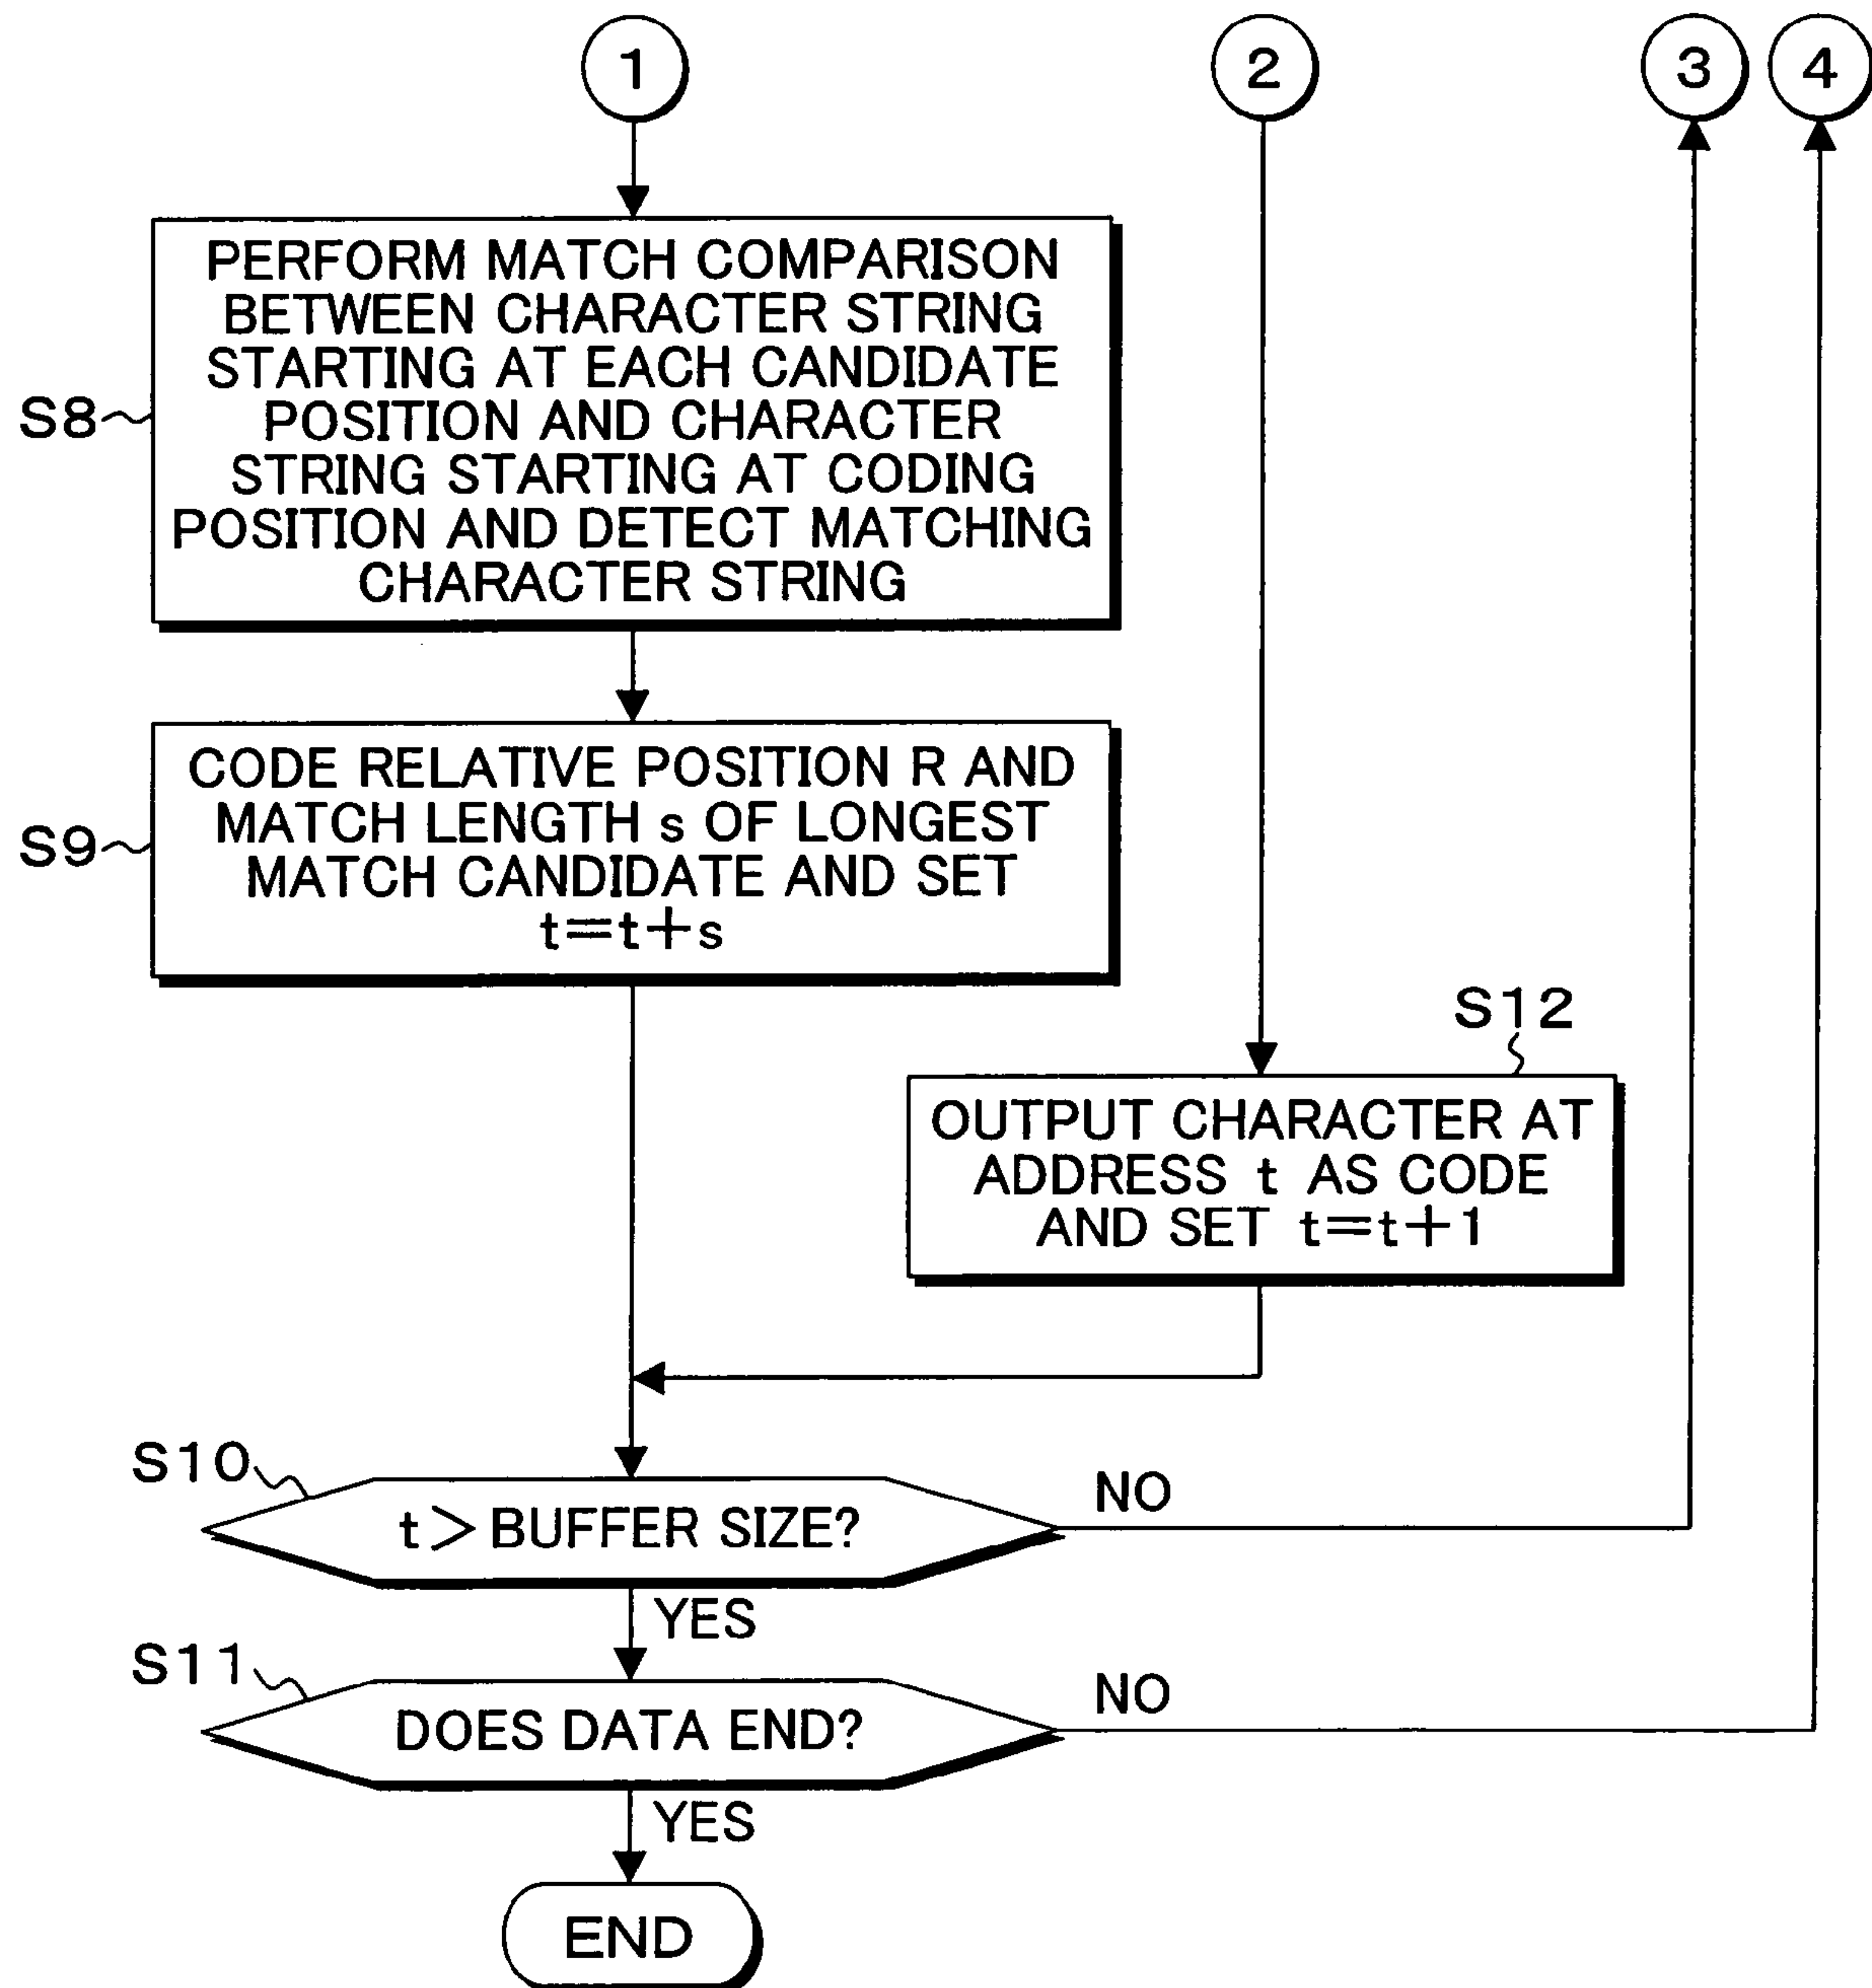 1
2
3
4
S8
PERFORM MATCH COMPARISON
BETWEEN CHARACTER STRING
STARTING AT EACH CANDIDATE
POSITION AND CHARACTER
STRING STARTING AT CODING
POSITION AND DETECT MATCHING
CHARACTER STRING
S9
CODE RELATIVE POSITION R AND
MATCH LENGTH s OF LONGEST
MATCH CANDIDATE AND SET
t=t+s
S12
OUTPUT CHARACTER AT
ADDRESS t AS CODE
AND SET t=t+1
S10
t>BUFFER SIZE?
NO
YES
S11
DOES DATA END?
NO
YES
END